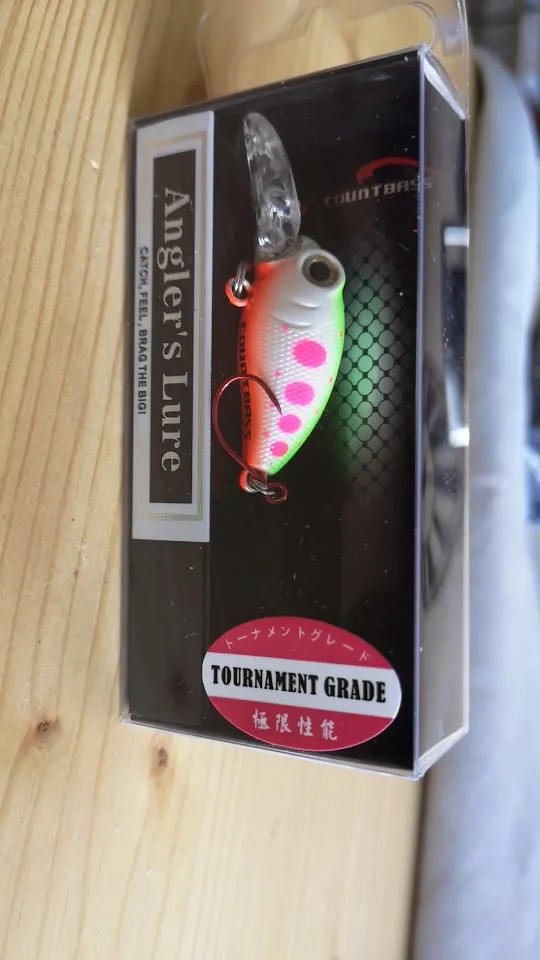 COUNTBASS
Angler's Lure
CATCH, FEEL, BRAG THE BIG!
COUNTBASS
トーナメントグレード
TOURNAMENT GRADE
極限性能